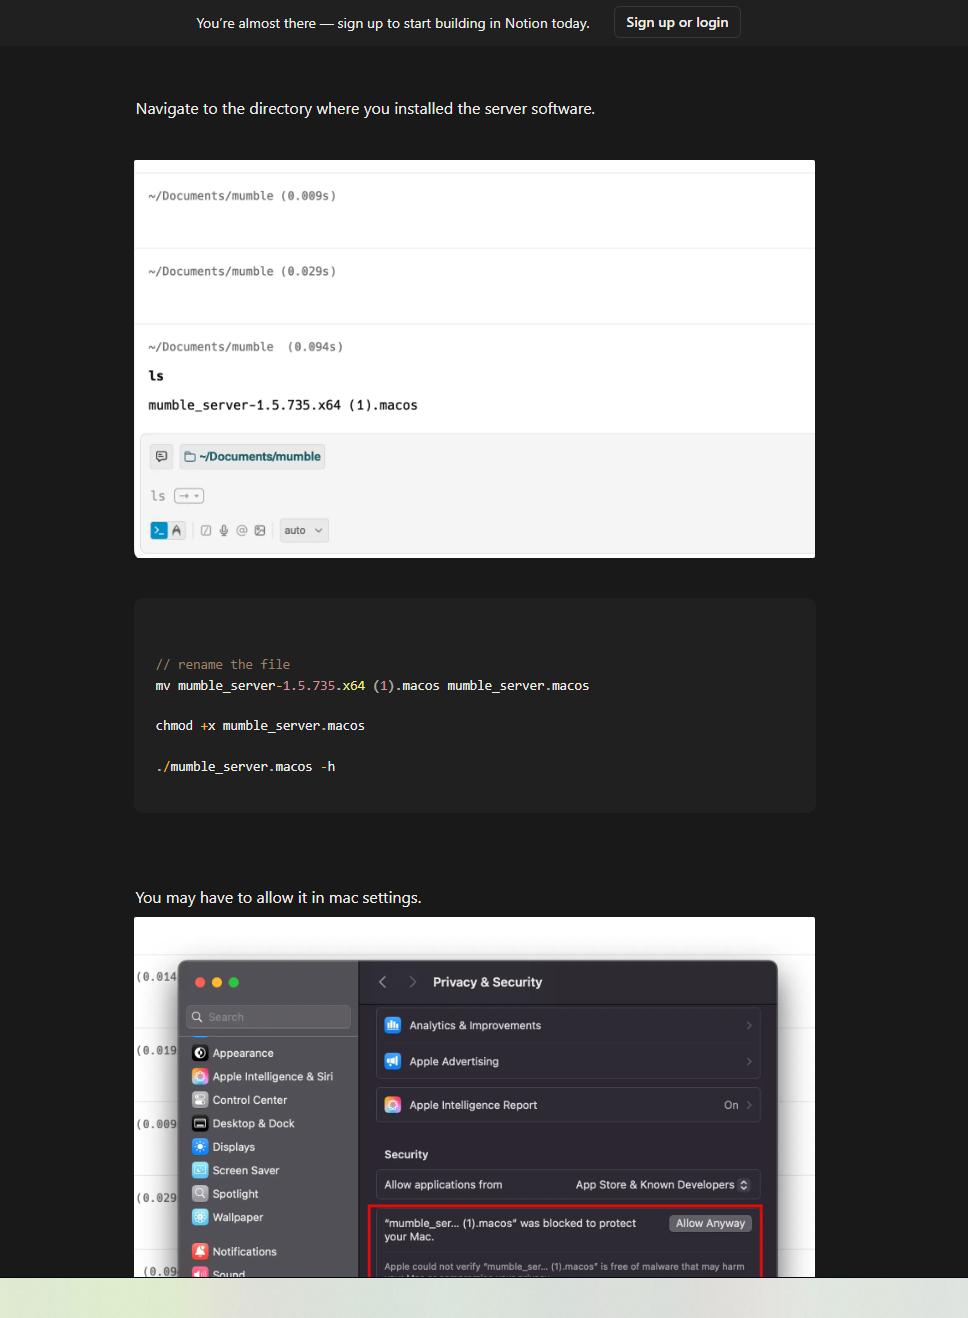 You're almost there — sign up to start building in Notion today.
Sign up or login
Navigate to the directory where you installed the server software.
~/Documents/mumble (0.009s)
~/Documents/mumble (0.029s)
~/Documents/mumble (0.094s)
ls
mumble_server-1.5.735.x64 (1).macos
~/Documents/mumble
ls
auto
// rename the file
mv mumble_server-1.5.735.x64 (1).macos mumble_server.macos
chmod +x mumble_server.macos
./mumble_server.macos -h
You may have to allow it in mac settings.
(0.014
(0.019
(0.009
(0.029
(0.09
Search
Appearance
Apple Intelligence & Siri
Control Center
Desktop & Dock
Displays
Screen Saver
Spotlight
Wallpaper
Notifications
Sound
Privacy & Security
Analytics & Improvements
Apple Advertising
Apple Intelligence Report On
Security
Allow applications from App Store & Known Developers
"mumble_ser... (1).macos" was blocked to protect
your Mac.
Allow Anyway
Apple could not verify "mumble_ser... (1).macos" is free of malware that may harm